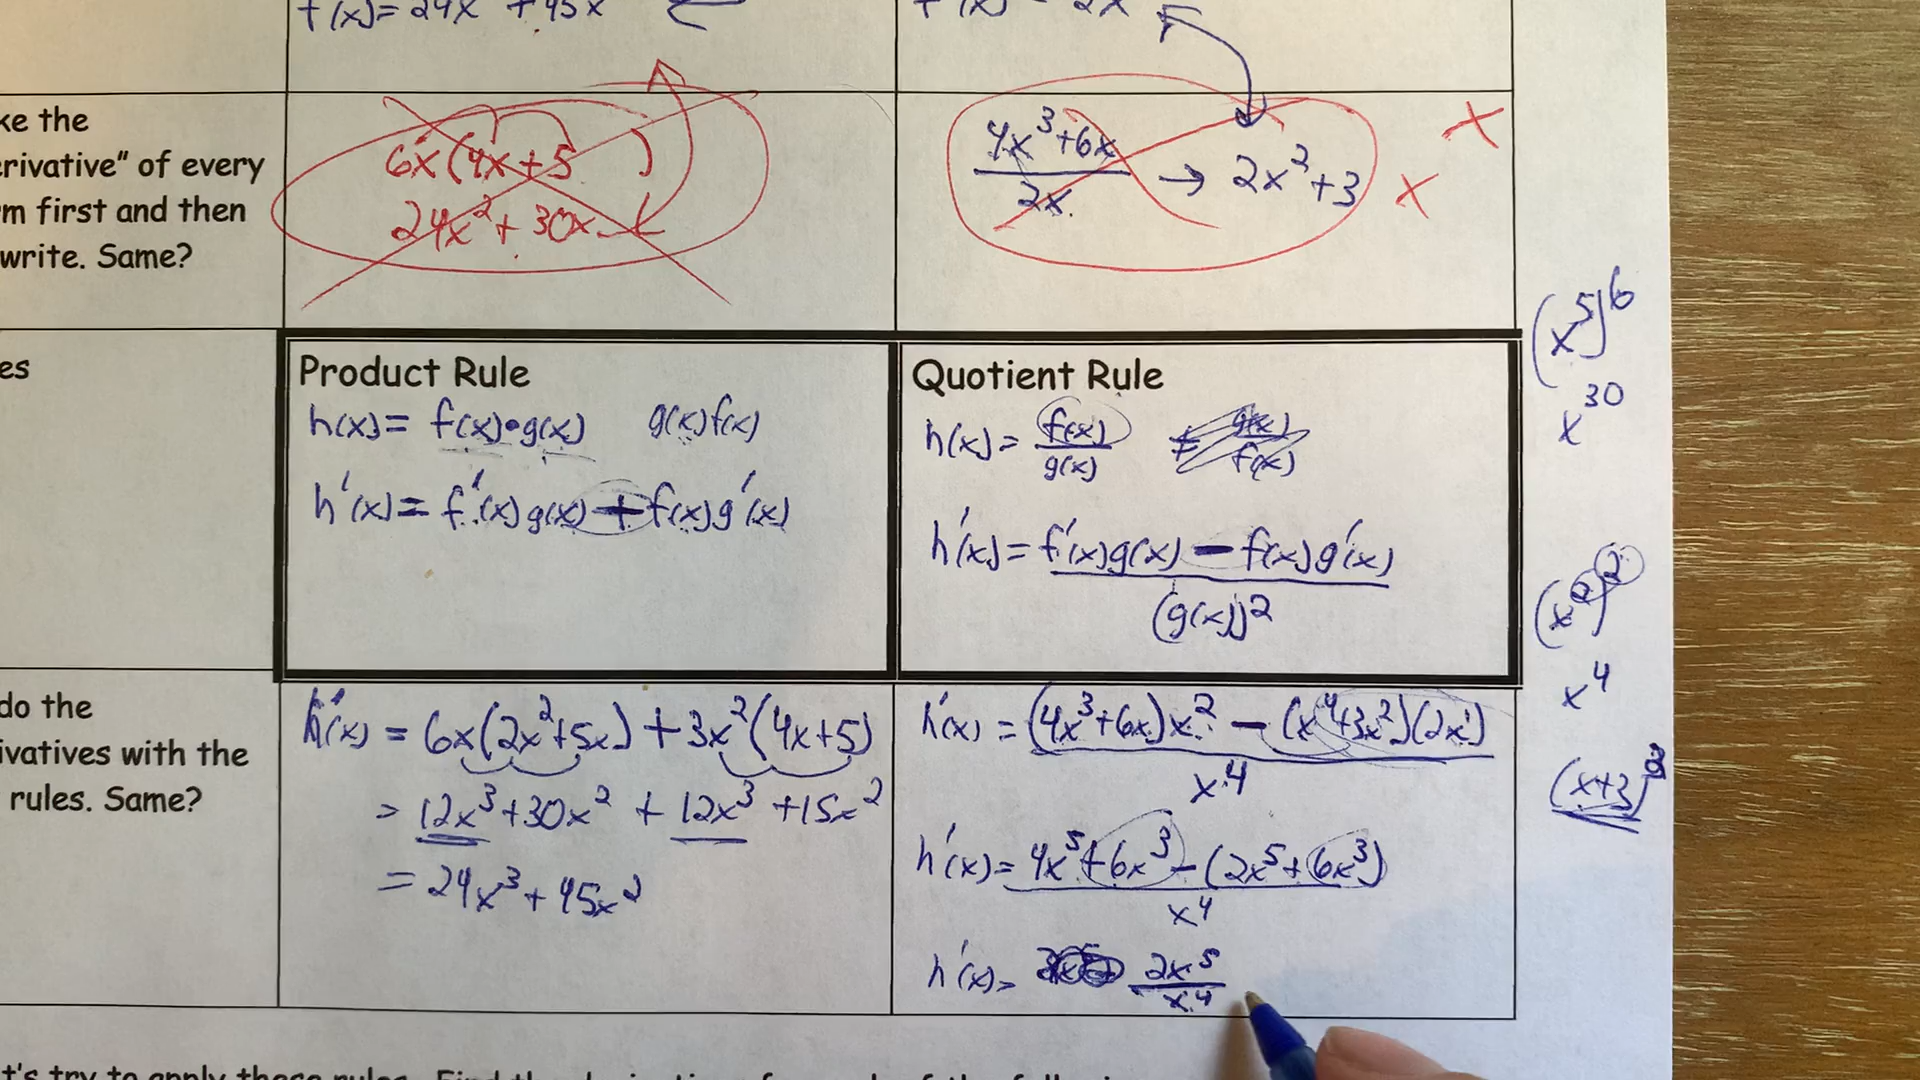 f'(x)= 24x + 45x
f'(x) = 2x
ke the
erivative" of every
m first and then
write. Same?
6x(4x+5)
24x²+30x
4x³+6x
2x
→ 2x²+3
X
X
(x⁵)⁶
x³⁰
es
Product Rule
h(x)= f(x)•g(x) g(x)f(x)
h'(x)= f'(x)g(x) + f(x)g'(x)
Quotient Rule
h(x) = f(x)/g(x) ≠ g(x)/f(x)
h'(x) = f'(x)g(x) − f(x)g'(x)
(g(x))²
(x²)²
x⁴
do the
ivatives with the
rules. Same?
h'(x) = 6x(2x²+5x) + 3x²(4x+5)
= 12x³+30x² + 12x³ +15x²
= 24x³ + 45x²
h'(x) = (4x³+6x)x² − (x⁴+3x²)(2x¹)
x⁴
h'(x)= 4x⁵+6x³ − (2x⁵+6x³)
x⁴
h'(x)= 2x⁵
x⁴